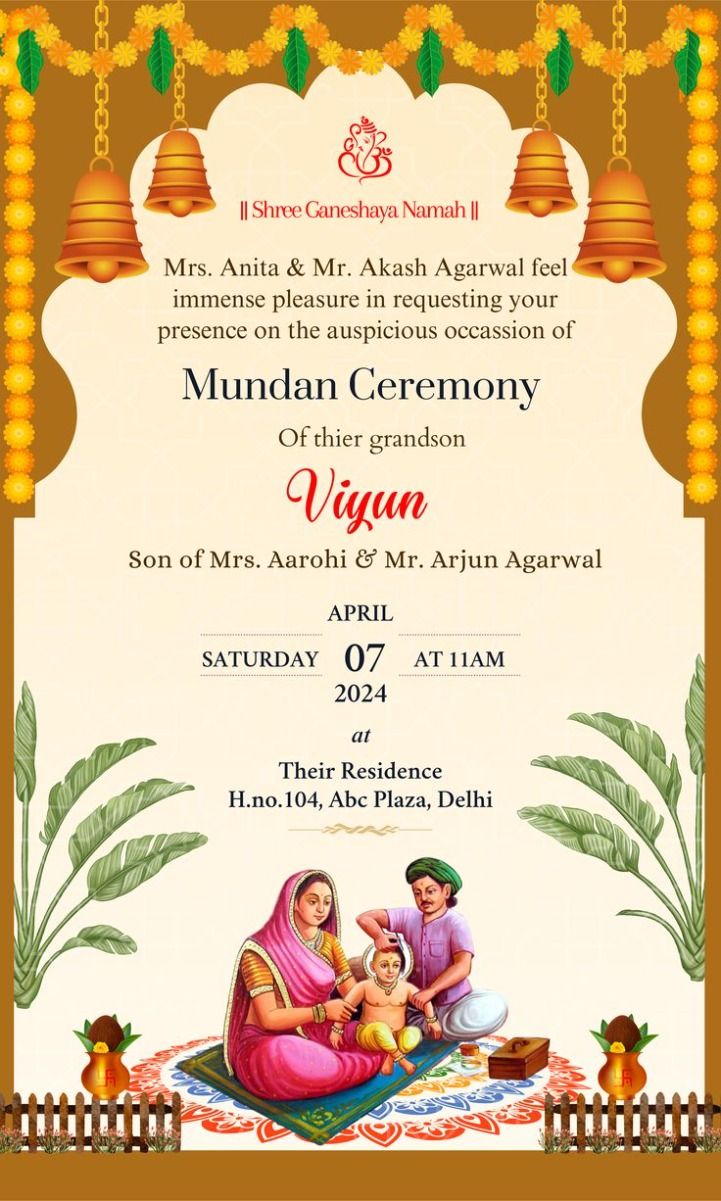 || Shree Ganeshaya Namah ||
Mrs. Anita & Mr. Akash Agarwal feel
immense pleasure in requesting your
presence on the auspicious occassion of
Mundan Ceremony
Of thier grandson
Viyun
Son of Mrs. Aarohi & Mr. Arjun Agarwal
APRIL
SATURDAY 07 AT 11AM
2024
at
Their Residence
H.no.104, Abc Plaza, Delhi